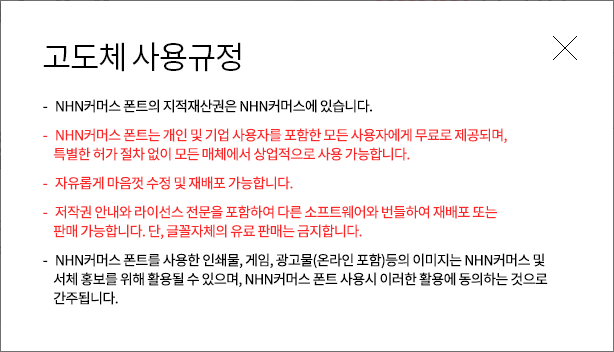 고도체 사용규정
- NHN커머스 폰트의 지적재산권은 NHN커머스에 있습니다.
- NHN커머스 폰트는 개인 및 기업 사용자를 포함한 모든 사용자에게 무료로 제공되며,
특별한 허가 절차 없이 모든 매체에서 상업적으로 사용 가능합니다.
- 자유롭게 마음껏 수정 및 재배포 가능합니다.
- 저작권 안내와 라이선스 전문을 포함하여 다른 소프트웨어와 번들하여 재배포 또는
판매 가능합니다. 단, 글꼴자체의 유료 판매는 금지합니다.
- NHN커머스 폰트를 사용한 인쇄물, 게임, 광고물(온라인 포함)등의 이미지는 NHN커머스 및
서체 홍보를 위해 활용될 수 있으며, NHN커머스 폰트 사용시 이러한 활용에 동의하는 것으로
간주됩니다.